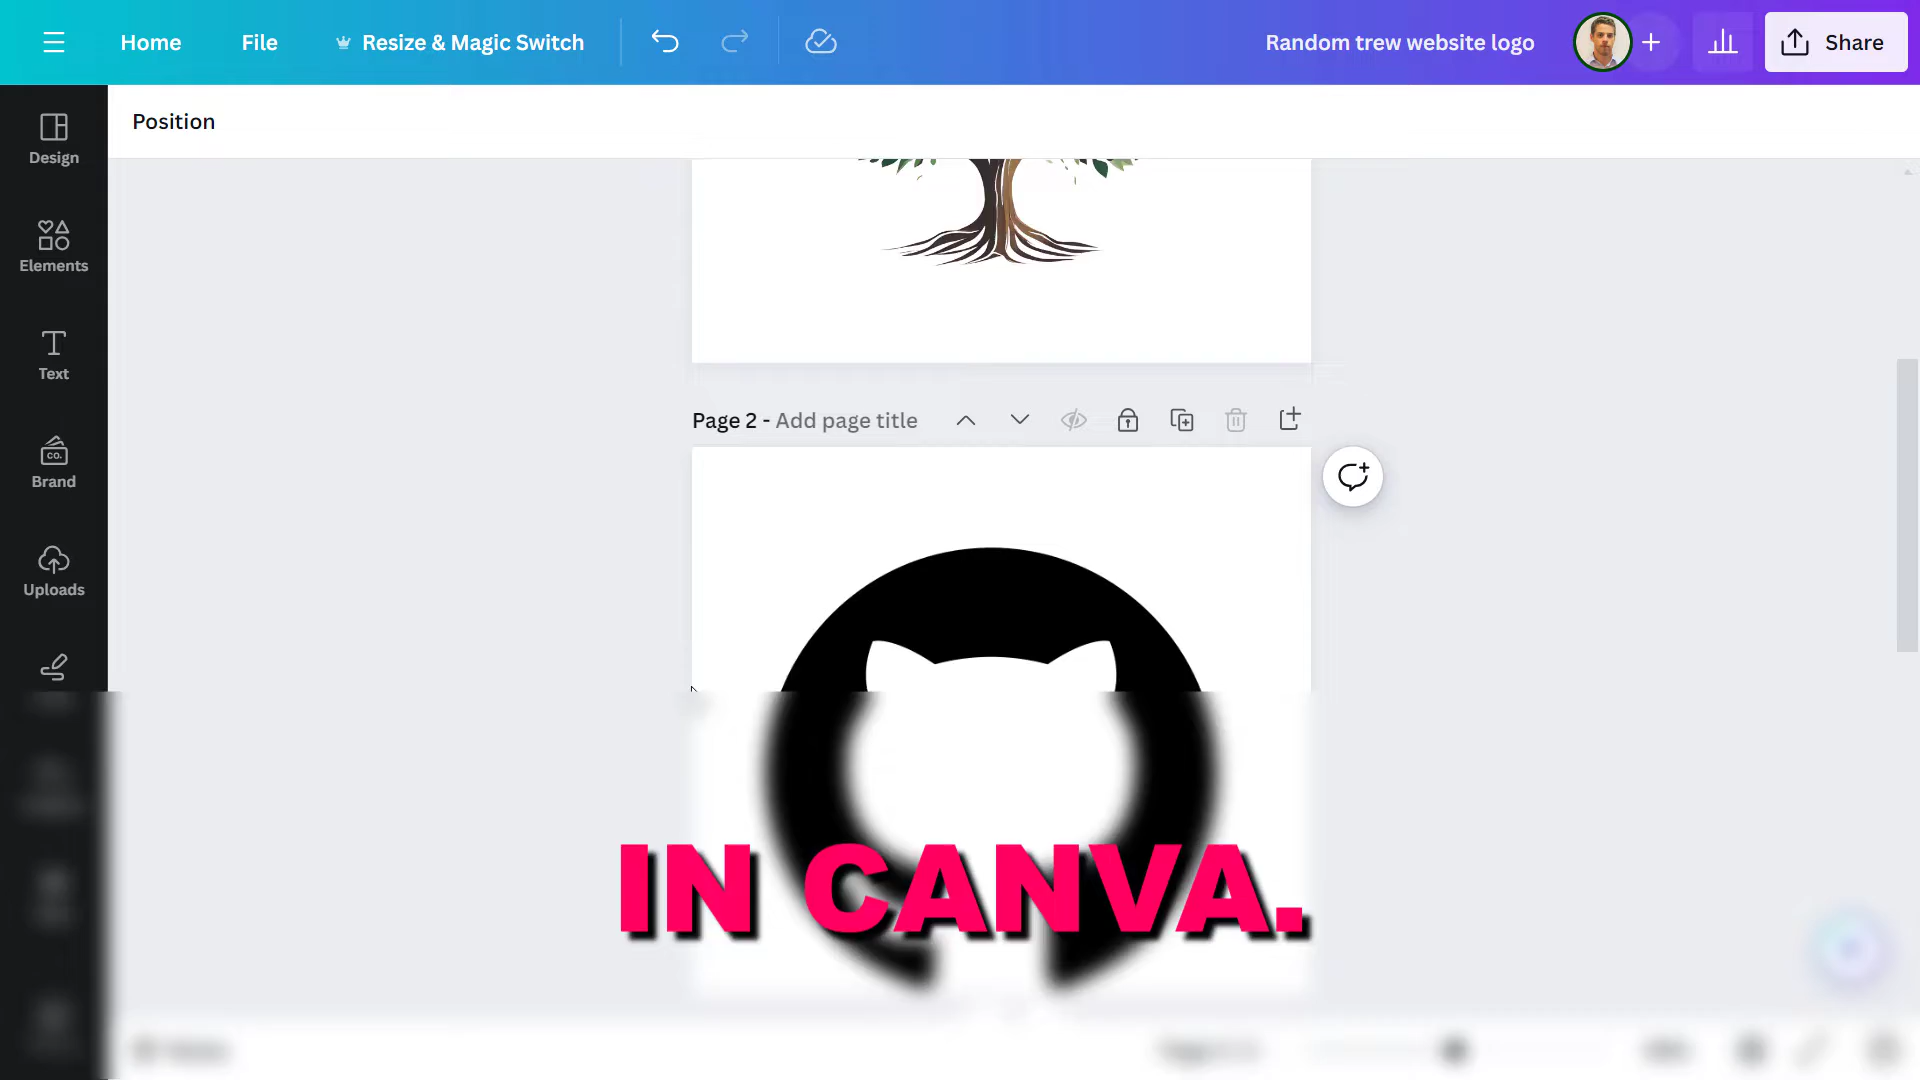 Home
File
Resize & Magic Switch
Random trew website logo
Share
Position
Design
Elements
Text
CO.
Brand
Uploads
Page 2 - Add page title
IN CANVA.